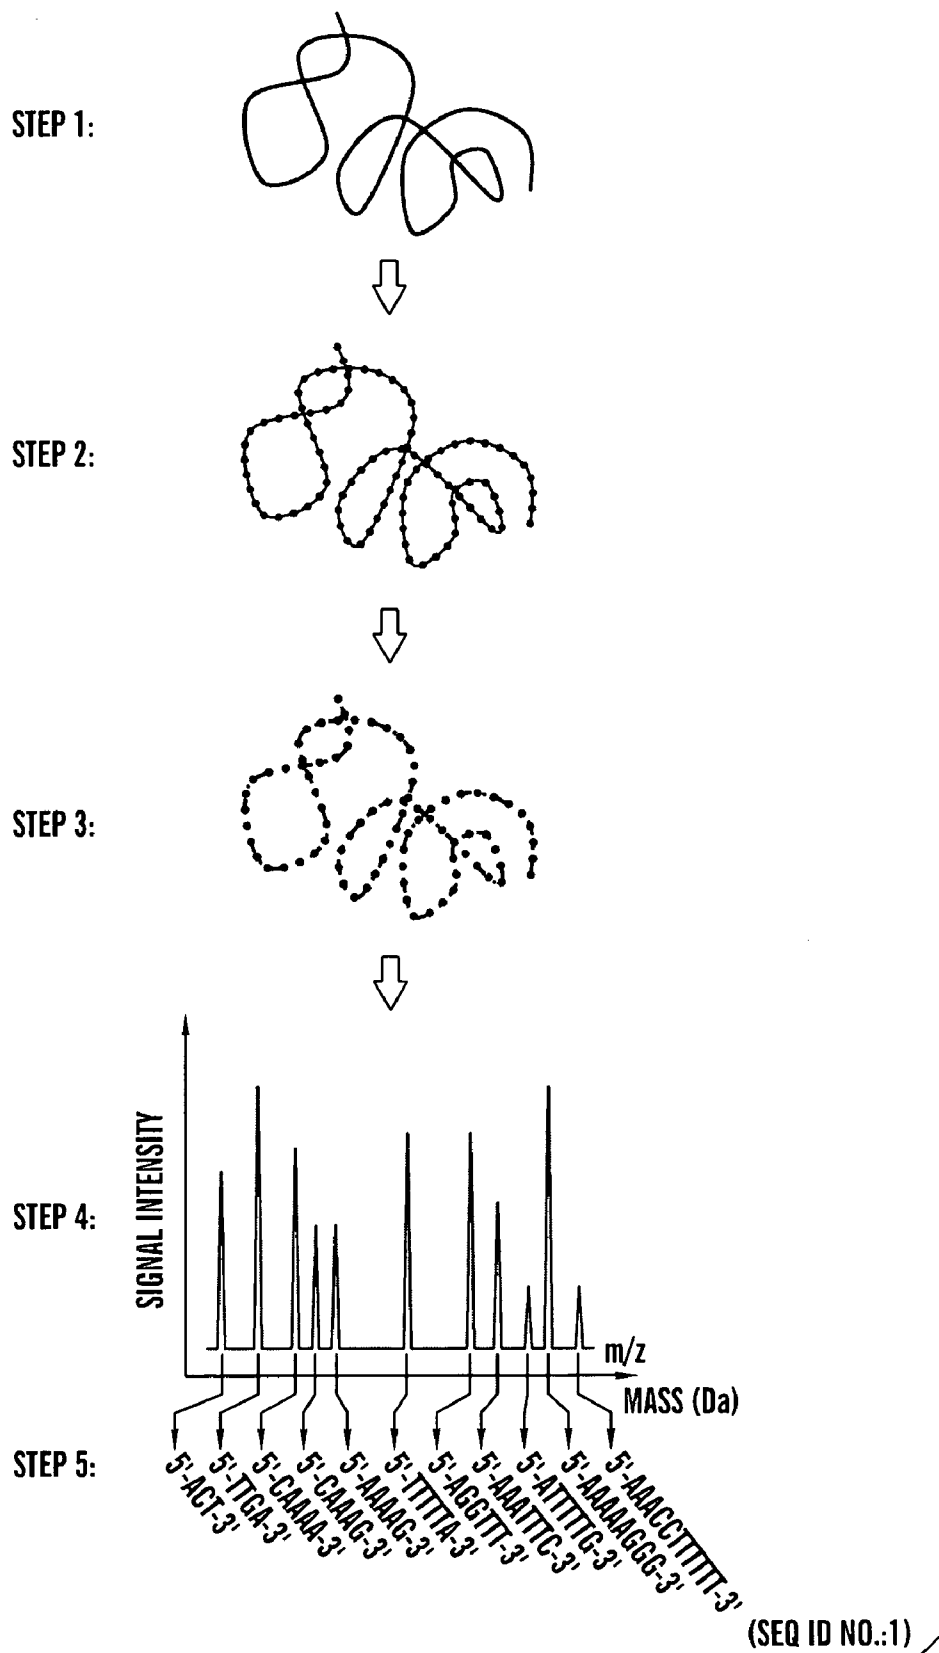 STEP 1:
STEP 2:
STEP 3:
STEP 4:
SIGNAL INTENSITY
m/z
MASS (Da)
STEP 5:
5'-ACT-3'
5'-TTGA-3'
5'-CAAAA-3'
5'-CAAAG-3'
5'-AAAAG-3'
5'-TTTTTA-3'
5'-AGGTTT-3'
5'-AAATTTC-3'
5'-ATTTTTG-3'
5'-AAAAAGGG-3'
5'-AAACCTTTTTT-3'
(SEQ ID NO.:1)